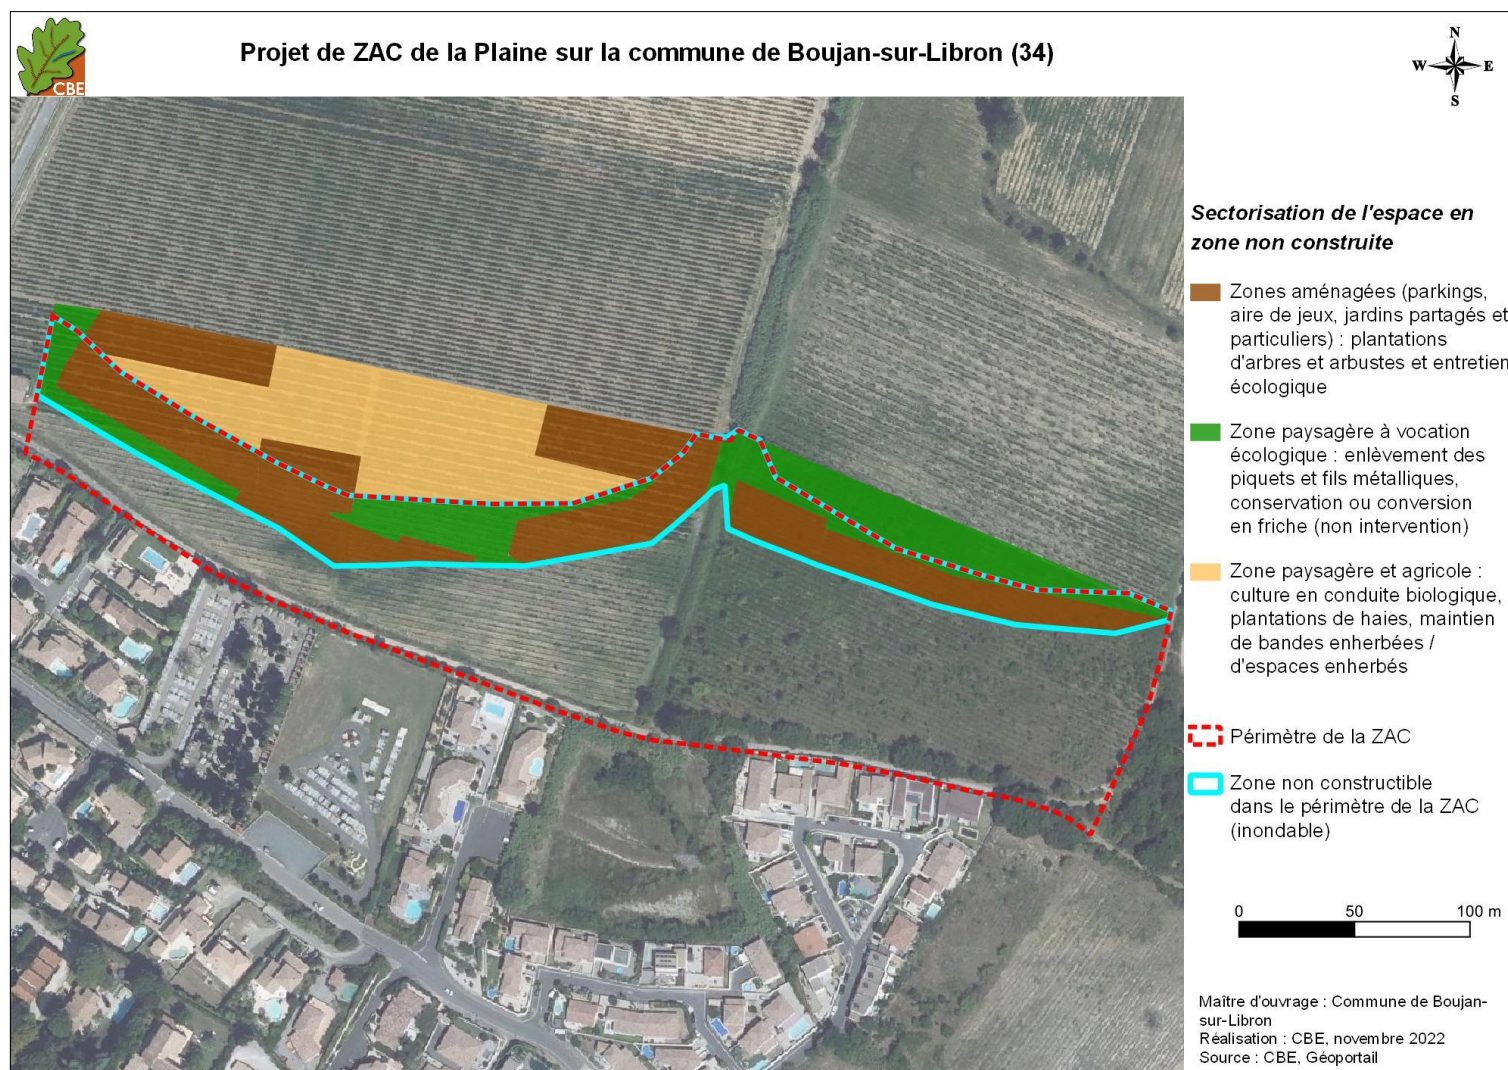 CBE
Projet de ZAC de la Plaine sur la commune de Boujan-sur-Libron (34)
N
W
E
S
Sectorisation de l'espace en
zone non construite
Zones aménagées (parkings,
aire de jeux, jardins partagés et
particuliers) : plantations
d'arbres et arbustes et entretien
écologique
Zone paysagère à vocation
écologique : enlèvement des
piquets et fils métalliques,
conservation ou conversion
en friche (non intervention)
Zone paysagère et agricole :
culture en conduite biologique,
plantations de haies, maintien
de bandes enherbées /
d'espaces enherbés
Périmètre de la ZAC
Zone non constructible
dans le périmètre de la ZAC
(inondable)
0 50 100 m
Maître d'ouvrage : Commune de Boujan-
sur-Libron
Réalisation : CBE, novembre 2022
Source : CBE, Géoportail